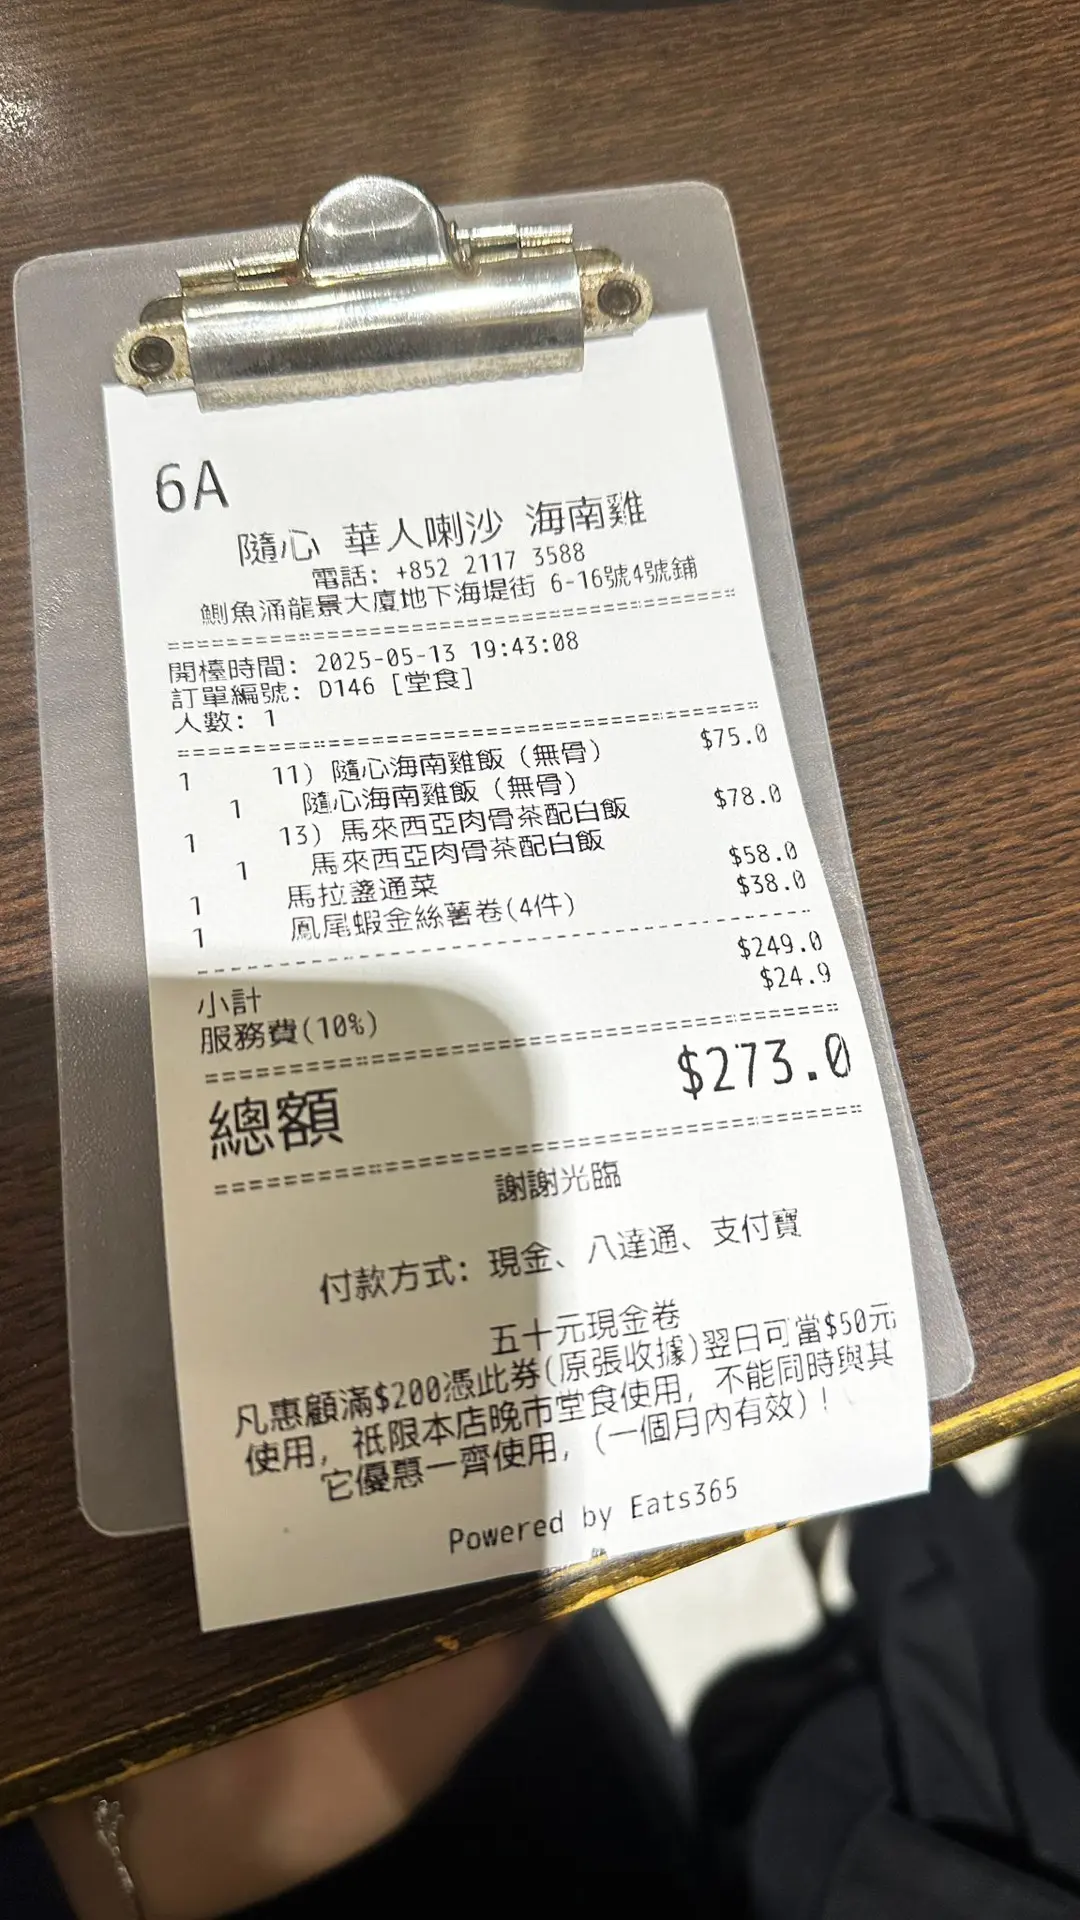 6A
隨心 華人喇沙 海南雞
電話: +852 2117 3588
鰂魚涌龍景大廈地下海堤街 6-16號4號鋪
開檯時間: 2025-05-13 19:43:08
訂單編號: D146 [堂食]
人數: 1
1 11) 隨心海南雞飯 (無骨) $75.0
1 隨心海南雞飯 (無骨)
1 13) 馬來西亞肉骨茶配白飯 $78.0
1 馬來西亞肉骨茶配白飯
1 馬拉盞通菜 $58.0
1 鳳尾蝦金絲薯卷(4件) $38.0
小計 $249.0
服務費(10%) $24.9
總額 $273.0
謝謝光臨
付款方式: 現金、八達通、支付寶
五十元現金卷
凡惠顧滿$200憑此券(原張收據)翌日可當$50元
使用, 祇限本店晚市堂食使用, 不能同時與其
它優惠一齊使用, (一個月內有效)!
Powered by Eats365